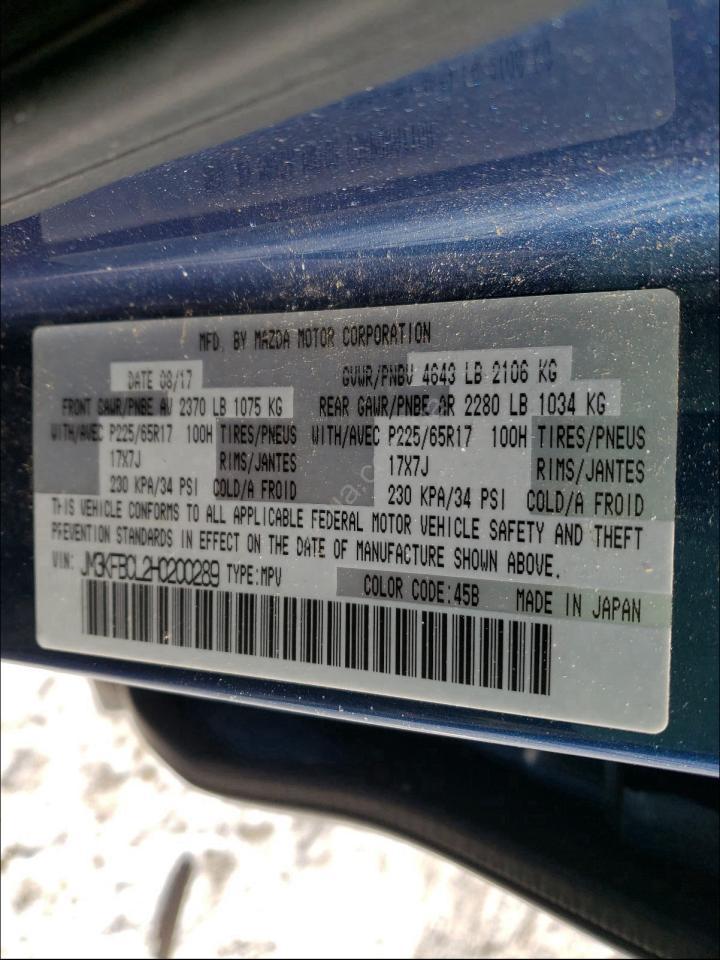 MFD. BY MAZDA MOTOR CORPORATION
DATE 08/17 GVWR/PNBV 4643 LB 2106 KG
FRONT GAWR/PNBE AV 2370 LB 1075 KG REAR GAWR/PNBE AR 2280 LB 1034 KG
WITH/AVEC P225/65R17 100H TIRES/PNEUS WITH/AVEC P225/65R17 100H TIRES/PNEUS
17X7J RIMS/JANTES 17X7J RIMS/JANTES
230 KPA/34 PSI COLD/A FROID 230 KPA/34 PSI COLD/A FROID
THIS VEHICLE CONFORMS TO ALL APPLICABLE FEDERAL MOTOR VEHICLE SAFETY AND THEFT
PREVENTION STANDARDS IN EFFECT ON THE DATE OF MANUFACTURE SHOWN ABOVE.
VIN: JM3KFBCL2H0200289 TYPE:MPV COLOR CODE:45B MADE IN JAPAN